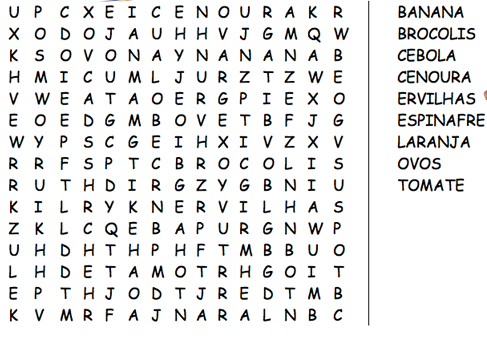 U P C X E I C E N O U R A K R
X O D O J A U H H V J G M Q W
K S O V O N A Y N A N A N A B
H M I C U M L J U R Z T Z W E
V W E A T A O E R G P I E X O
E O E D G M B O V E T B F J G
W Y P S C G E I H X I V Z X V
R R F S P T C B R O C O L I S
R U T H D I R G Z Y G B N I U
K I L R Y K N E R V I L H A S
Z K L C Q E B A P U R G N W P
U H D H T H P H F T M B B U O
L H D E T A M O T R H G O I T
E P T H J O D T J R E D T M B
K V M R F A J N A R A L N B C
BANANA
BROCOLIS
CEBOLA
CENOURA
ERVILHAS
ESPINAFRE
LARANJA
OVOS
TOMATE